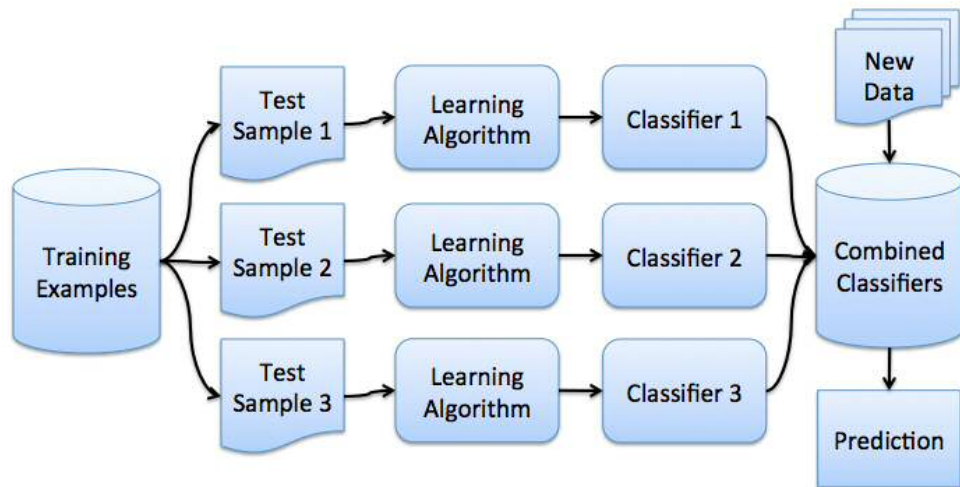 Training
Examples
Test
Sample 1
Learning
Algorithm
Classifier 1
Test
Sample 2
Learning
Algorithm
Classifier 2
Test
Sample 3
Learning
Algorithm
Classifier 3
New
Data
Combined
Classifiers
Prediction